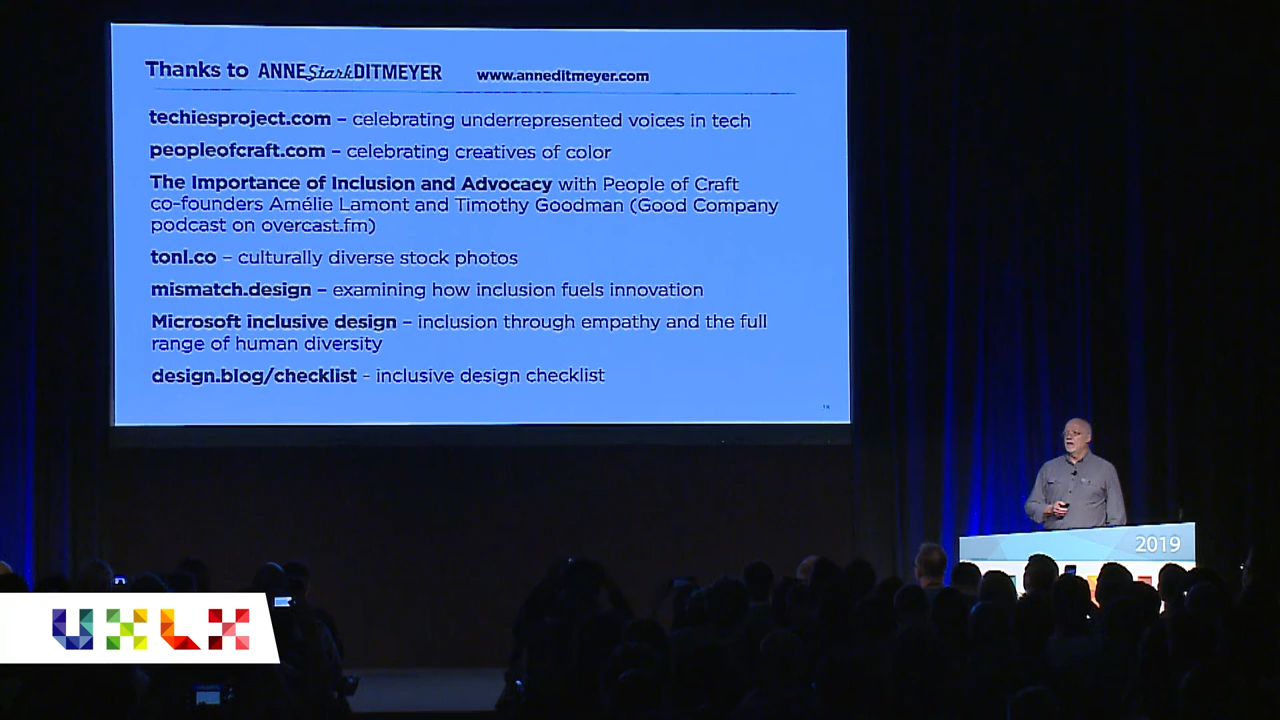 Thanks to ANNE Stark DITMEYER www.anneditmeyer.com
techiesproject.com – celebrating underrepresented voices in tech
peopleofcraft.com – celebrating creatives of color
The Importance of Inclusion and Advocacy with People of Craft
co-founders Amélie Lamont and Timothy Goodman (Good Company
podcast on overcast.fm)
tonl.co – culturally diverse stock photos
mismatch.design – examining how inclusion fuels innovation
Microsoft inclusive design – inclusion through empathy and the full
range of human diversity
design.blog/checklist - inclusive design checklist
2019
UXLX